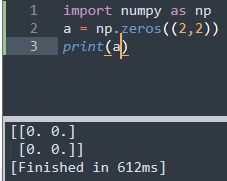 1 import numpy as np
2 a = np.zeros((2,2))
3 print(a)
[[0. 0.]
 [0. 0.]]
[Finished in 612ms]